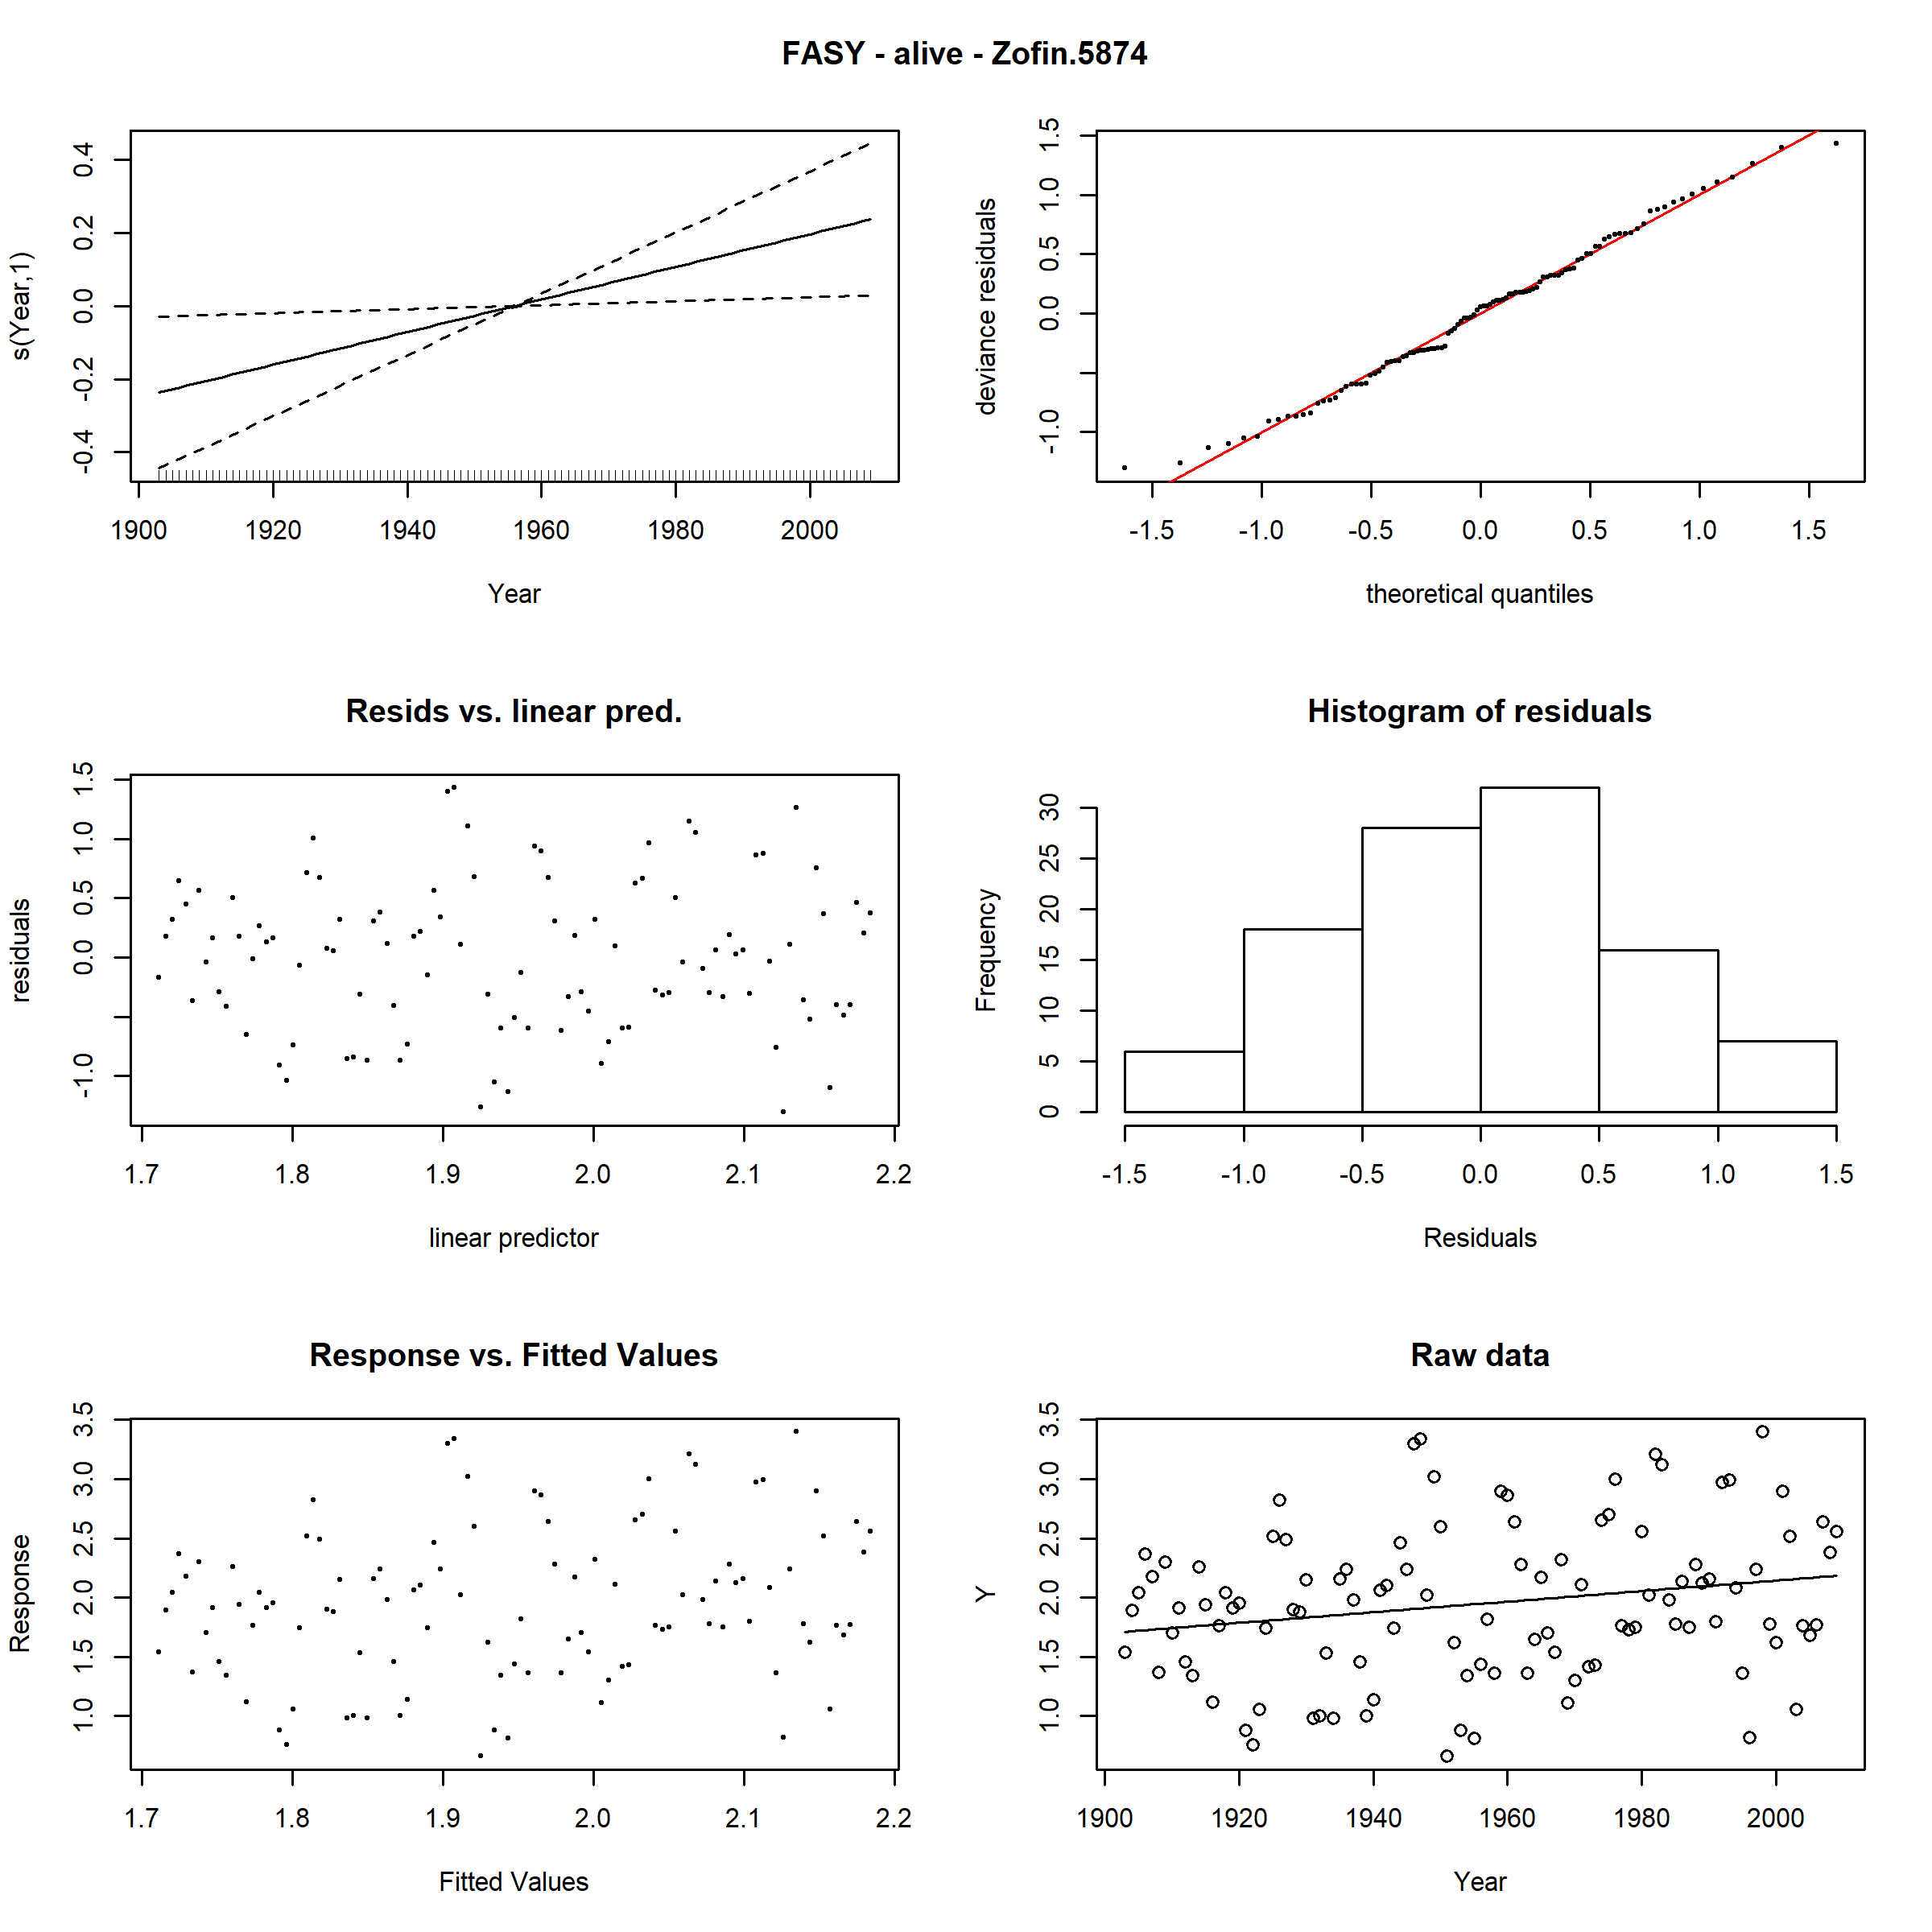 FASY - alive - Zofin.5874
s(Year,1)
0.4
0.2
0.0
-0.2
-0.4
1900 1920 1940 1960 1980 2000
Year
deviance residuals
1.5
1.0
0.5
0.0
-1.0
-1.5 -1.0 -0.5 0.0 0.5 1.0 1.5
theoretical quantiles
Resids vs. linear pred.
residuals
1.5
1.0
0.5
0.0
-1.0
1.7 1.8 1.9 2.0 2.1 2.2
linear predictor
Histogram of residuals
Frequency
30
25
20
15
10
5
0
-1.5 -1.0 -0.5 0.0 0.5 1.0 1.5
Residuals
Response vs. Fitted Values
Response
3.5
3.0
2.5
2.0
1.5
1.0
1.7 1.8 1.9 2.0 2.1 2.2
Fitted Values
Raw data
Y
3.5
3.0
2.5
2.0
1.5
1.0
1900 1920 1940 1960 1980 2000
Year